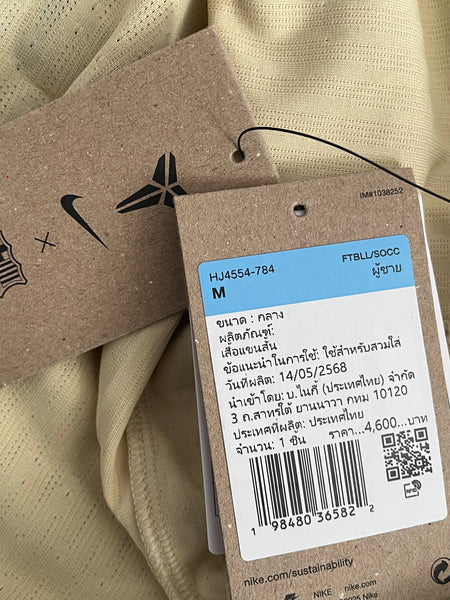 IM#1038252
FTBLL/SOCC
HJ4554-784
ผู้ชาย
M
ขนาด : กลาง
ผลิตภัณฑ์:
เสื้อแขนสั้น
ข้อแนะนำในการใช้: ใช้สำหรับสวมใส่
วันที่ผลิต: 14/05/2568
นำเข้าโดย: บ.ไนกี้ (ประเทศไทย) จำกัด
3 ถ.สาทรใต้ ยานนาวา กทม 10120
ประเทศที่ผลิต: ประเทศไทย
จำนวน: 1 ชิ้น ราคา...4,600...บาท
1 98480 36582 2
nike.com/sustainability
NIKE nike.com
2025 Nike